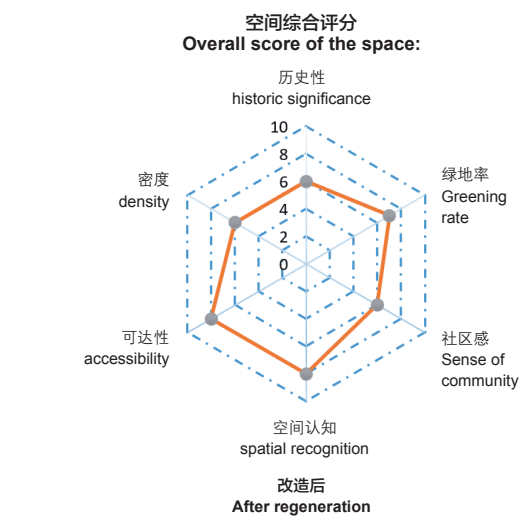 空间综合评分
Overall score of the space:
历史性
historic significance
10
8
6
4
2
0
密度
density
绿地率
Greening
rate
可达性
accessibility
社区感
Sense of
community
空间认知
spatial recognition
改造后
After regeneration